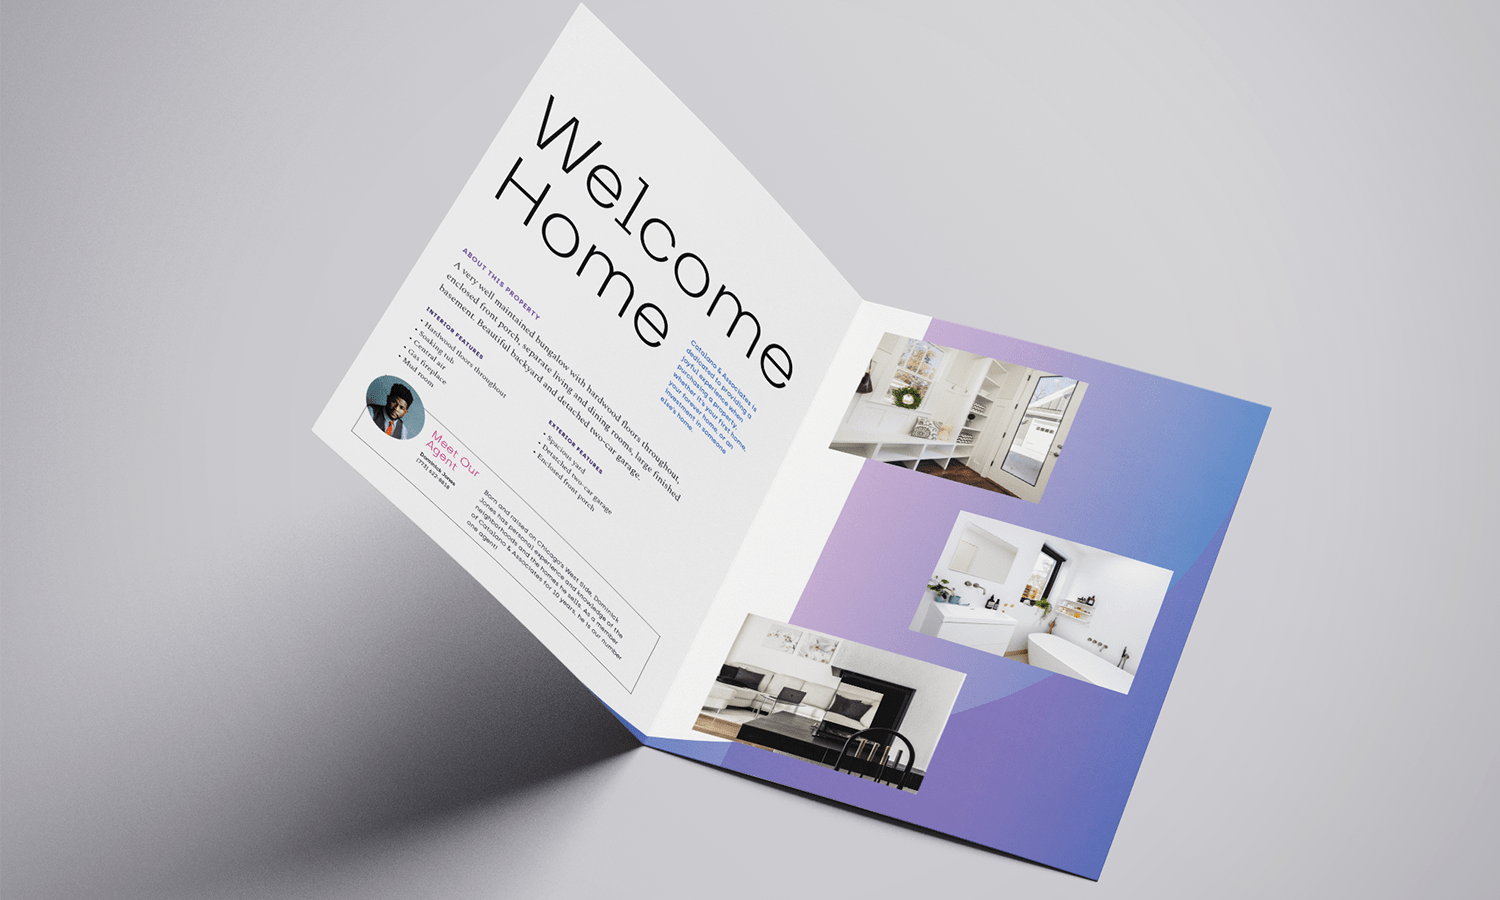 Welcome
Home
ABOUT THIS PROPERTY
A very well maintained bungalow with hardwood floors throughout,
enclosed front porch, separate living and dining rooms, large finished
basement. Beautiful backyard and detached two-car garage.
INTERIOR FEATURES
• Hardwood floors throughout
• Soaking tub
• Central air
• Gas fireplace
• Mud room
EXTERIOR FEATURES
• Spacious yard
• Detatched two-car garage
• Enclosed front porch
Catalano & Associates is
dedicated to providing a
joyful experience when
purchasing a property,
whether it's your first home,
your forever home, or an
investment in someone
else's home.
Meet Our
Agent
Dominick Jones
(773) 622-8818
Born and raised on Chicago's West Side, Dominick
Jones has personal experience and knowledge of the
neighborhoods and the homes he sells. As a member
of Catalano & Associates for 10 years, he is our number
one agent!